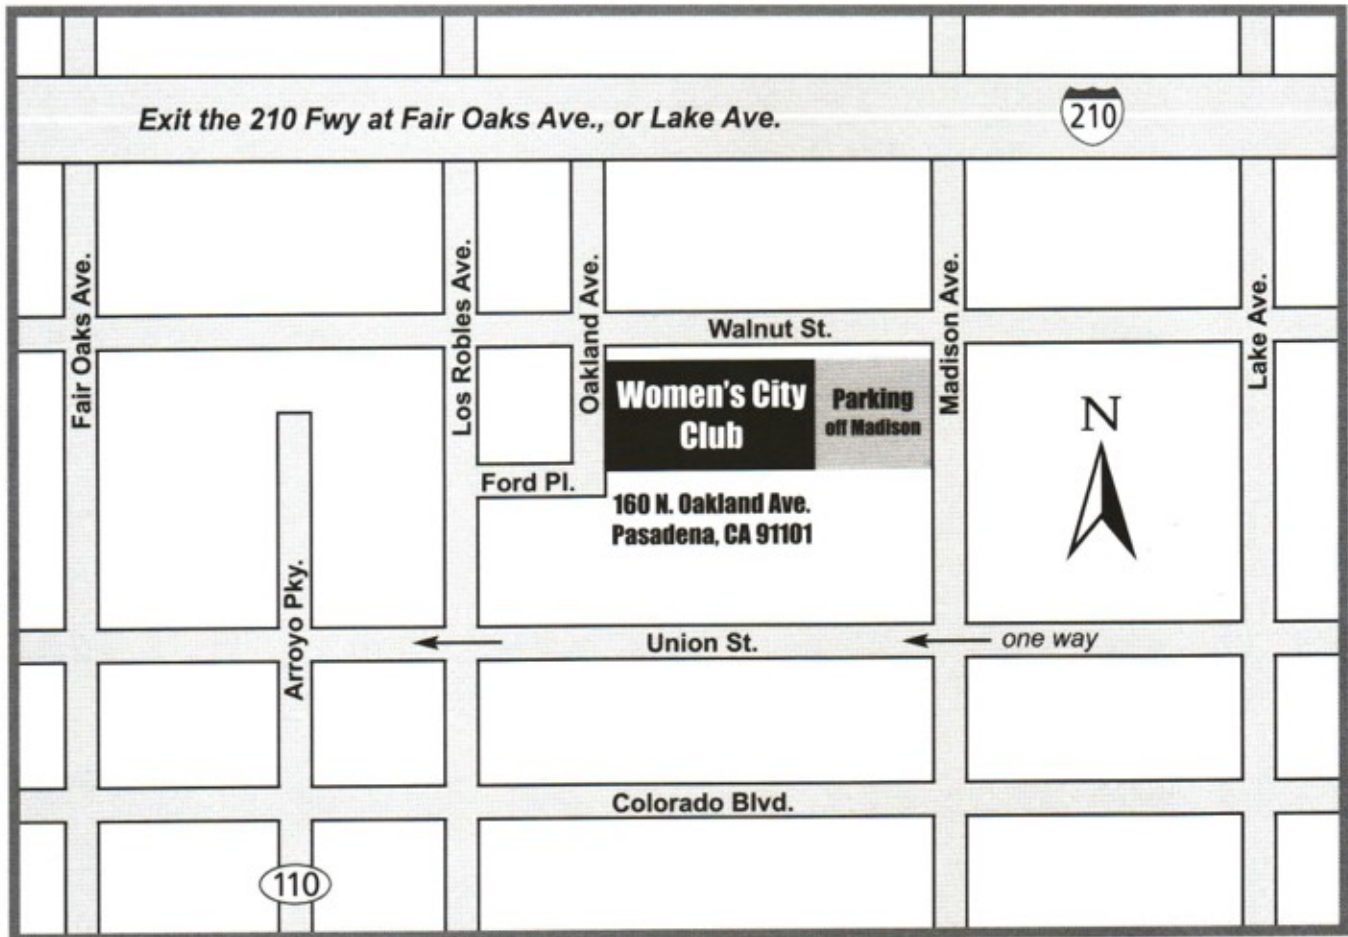 Exit the 210 Fwy at Fair Oaks Ave., or Lake Ave.
210
Fair Oaks Ave.
Los Robles Ave.
Oakland Ave.
Madison Ave.
Lake Ave.
Walnut St.
Women's City
Club
Parking
off Madison
N
Ford Pl.
160 N. Oakland Ave.
Pasadena, CA 91101
Arroyo Pky.
Union St.
one way
Colorado Blvd.
110